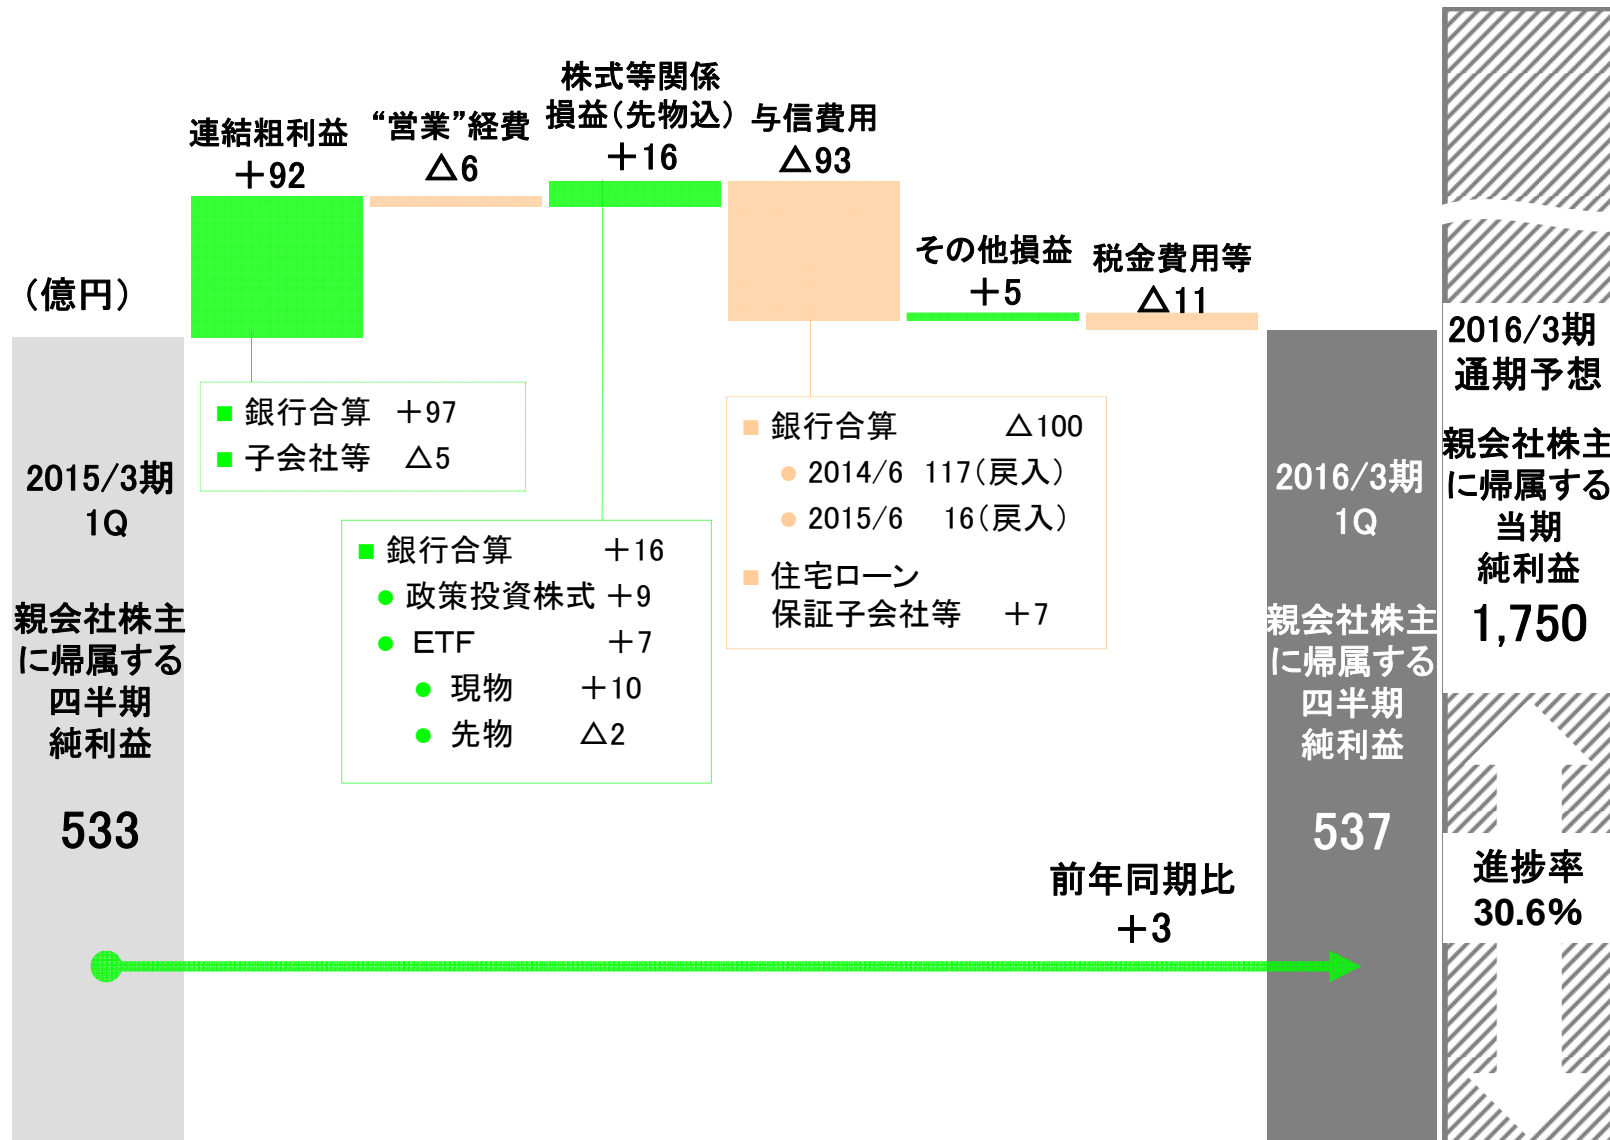 (億円)
2015/3期
1Q
親会社株主
に帰属する
四半期
純利益
533
連結粗利益
+92
■ 銀行合算 +97
■ 子会社等 △5
“営業”経費
△6
株式等関係
損益(先物込)
+16
■ 銀行合算 +16
● 政策投資株式 +9
● ETF +7
● 現物 +10
● 先物 △2
与信費用
△93
■ 銀行合算 △100
● 2014/6 117(戻入)
● 2015/6 16(戻入)
■ 住宅ローン
保証子会社等 +7
その他損益
+5
税金費用等
△11
前年同期比
+3
2016/3期
1Q
親会社株主
に帰属する
四半期
純利益
537
2016/3期
通期予想
親会社株主
に帰属する
当期
純利益
1,750
進捗率
30.6%